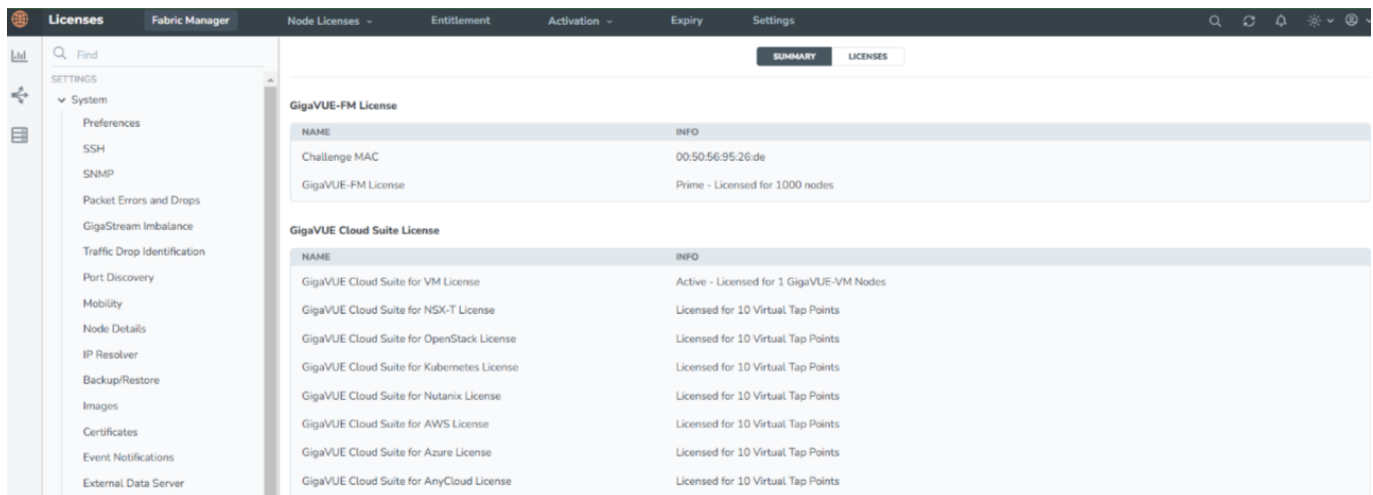 Licenses Fabric Manager Node Licenses Entitlement Activation Expiry Settings
Find
SETTINGS
System
Preferences
SSH
SNMP
Packet Errors and Drops
GigaStream Imbalance
Traffic Drop Identification
Port Discovery
Mobility
Node Details
IP Resolver
Backup/Restore
Images
Certificates
Event Notifications
External Data Server
SUMMARY LICENSES
GigaVUE-FM License
NAME INFO
Challenge MAC 00:50:56:95:26:de
GigaVUE-FM License Prime - Licensed for 1000 nodes
GigaVUE Cloud Suite License
NAME INFO
GigaVUE Cloud Suite for VM License Active - Licensed for 1 GigaVUE-VM Nodes
GigaVUE Cloud Suite for NSX-T License Licensed for 10 Virtual Tap Points
GigaVUE Cloud Suite for OpenStack License Licensed for 10 Virtual Tap Points
GigaVUE Cloud Suite for Kubernetes License Licensed for 10 Virtual Tap Points
GigaVUE Cloud Suite for Nutanix License Licensed for 10 Virtual Tap Points
GigaVUE Cloud Suite for AWS License Licensed for 10 Virtual Tap Points
GigaVUE Cloud Suite for Azure License Licensed for 10 Virtual Tap Points
GigaVUE Cloud Suite for AnyCloud License Licensed for 10 Virtual Tap Points